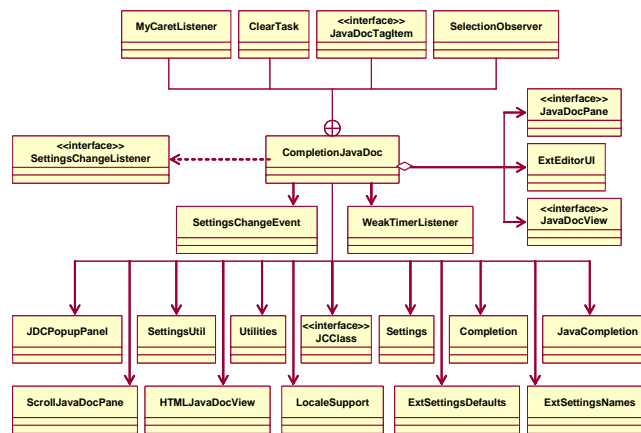 MyCaretListener
ClearTask
<<interface>>
JavaDocTagItem
SelectionObserver
<<interface>>
SettingsChangeListener
CompletionJavaDoc
<<interface>>
JavaDocPane
ExtEditorUI
<<interface>>
JavaDocView
SettingsChangeEvent
WeakTimerListener
JDCPopupPanel
SettingsUtil
Utilities
<<interface>>
JCClass
Settings
Completion
JavaCompletion
ScrollJavaDocPane
HTMLJavaDocView
LocaleSupport
ExtSettingsDefaults
ExtSettingsNames